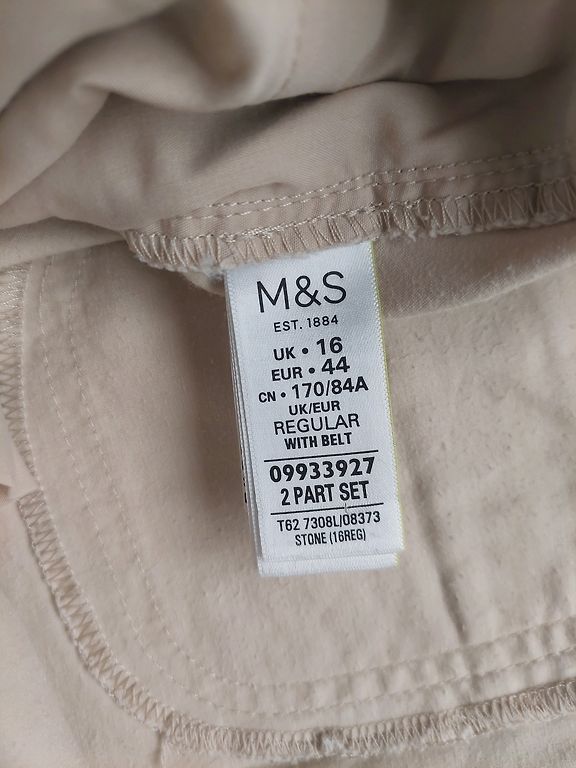 M&S
EST. 1884
UK • 16
EUR • 44
CN • 170/84A
UK/EUR
REGULAR
WITH BELT
09933927
2 PART SET
T62 7308L/08373
STONE (16REG)